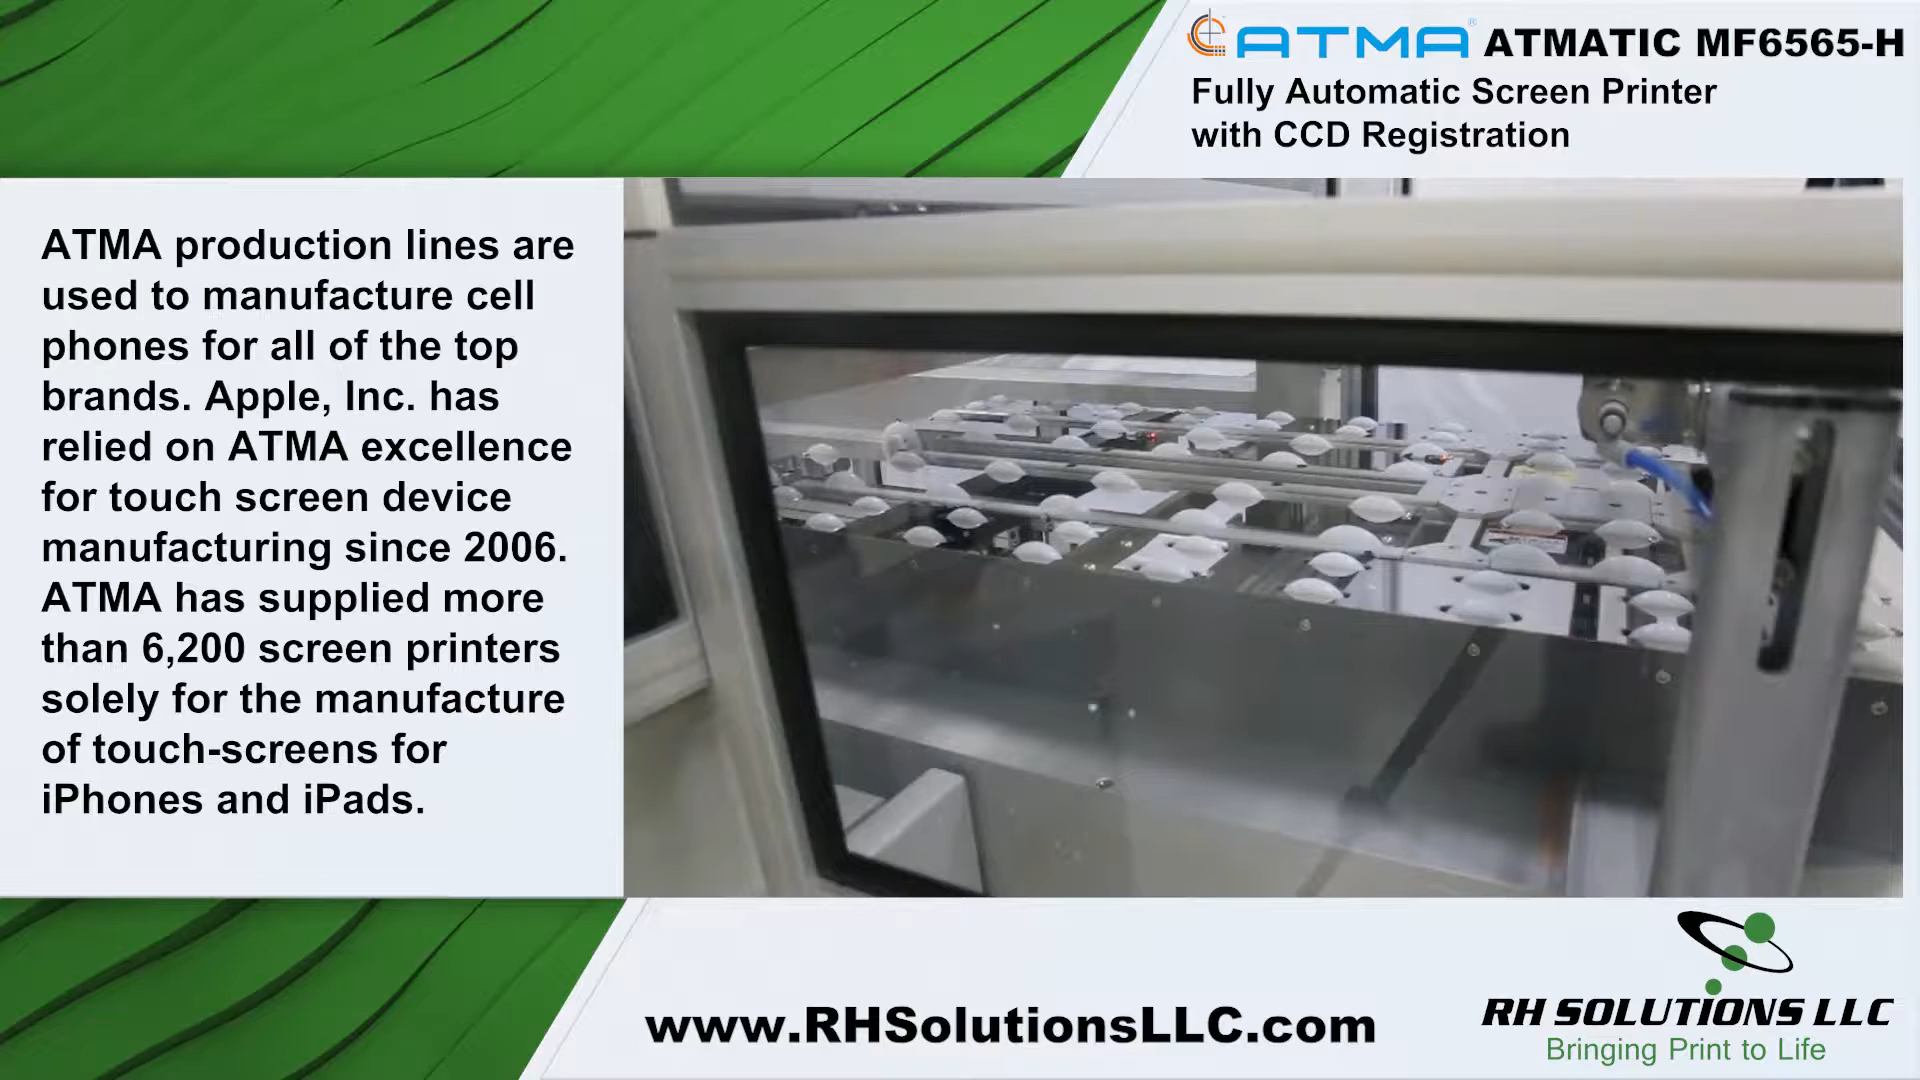 ATMA® ATMATIC MF6565-H
Fully Automatic Screen Printer
with CCD Registration
ATMA production lines are
used to manufacture cell
phones for all of the top
brands. Apple, Inc. has
relied on ATMA excellence
for touch screen device
manufacturing since 2006.
ATMA has supplied more
than 6,200 screen printers
solely for the manufacture
of touch-screens for
iPhones and iPads.
www.RHSolutionsLLC.com
RH SOLUTIONS LLC
Bringing Print to Life